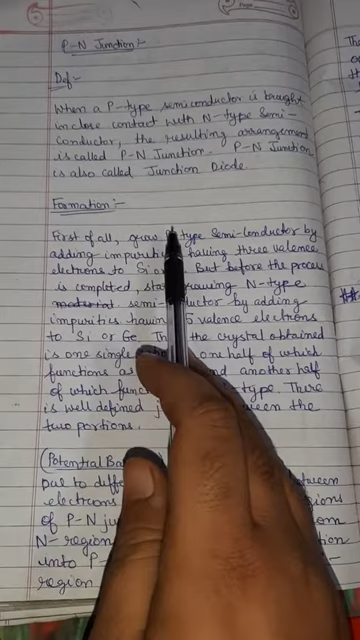 P-N Junction:-
Def-
When a P-type semiconductor is brought
in close contact with N-type Semi-
conductor, the resulting arrangement
is called P-N Junction. P-N Junction
is also called Junction Diode
Formation:-
First of all, grow type Semi-Conductor by
adding impurities having three valence
electrons to Si or But before the process
is completed, growing N-type
material semi-conductor by adding
impurities having 5 valence electrons
to Si or Ge. the crystal obtained
is one single one half of which
functions as and another half
of which type. There
is well defined between the
two portions.
(Potential
Due to between
electrons
of P-N
N-region
into P-
region